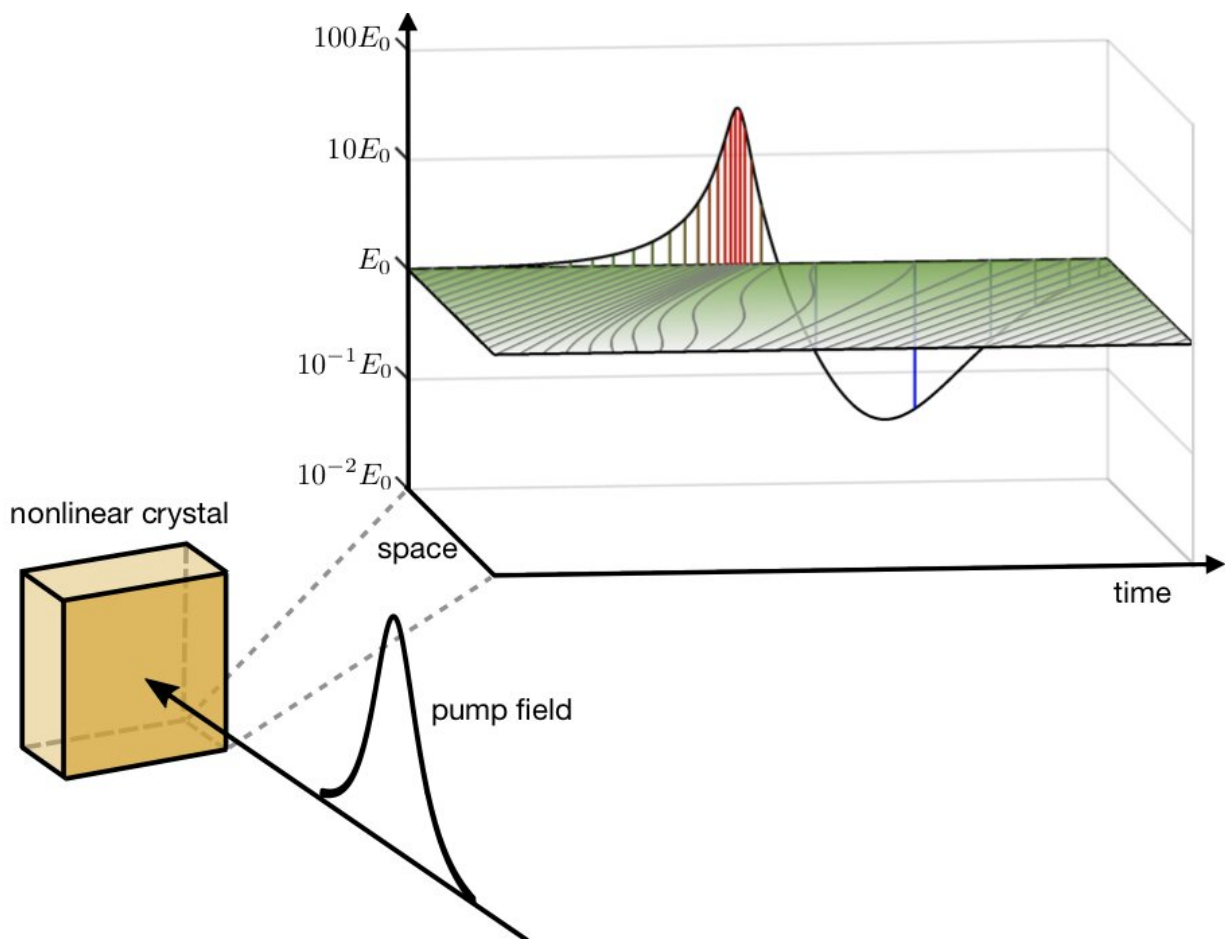 100E₀
10E₀
E₀
10⁻¹E₀
10⁻²E₀
nonlinear crystal
space
time
pump field